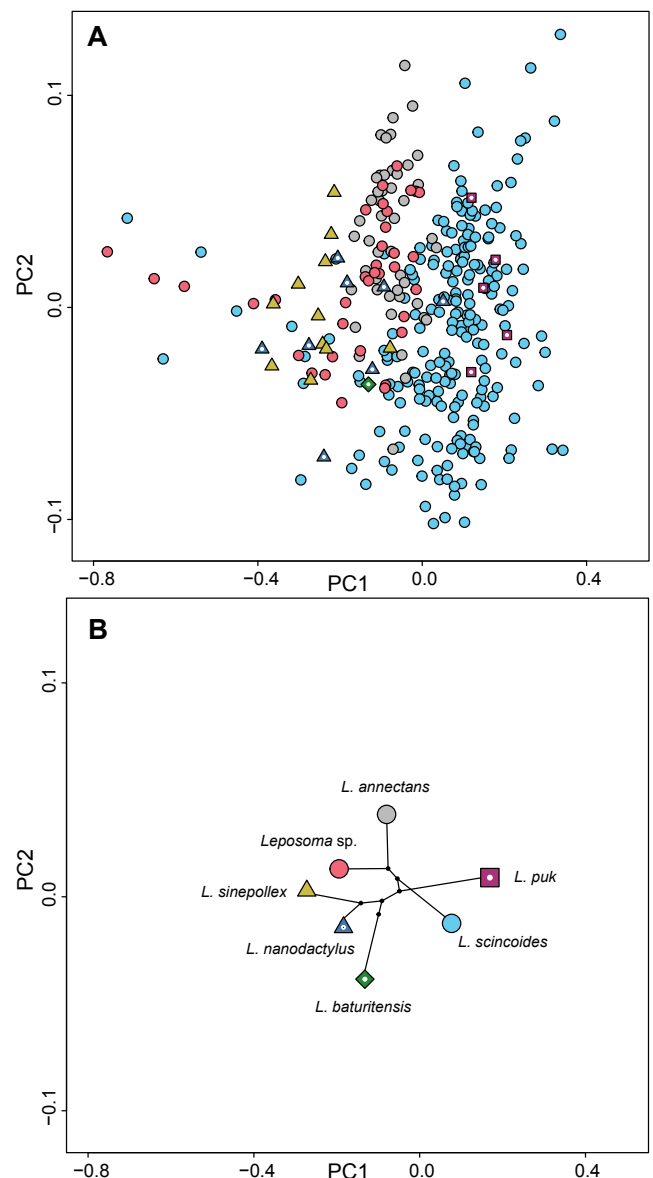 A
0.1
PC2
0.0
−0.1
−0.8
−0.4
0.0
0.4
PC1
B
0.1
L. annectans
Leposoma sp.
PC2
0.0
L. sinepollex
L. puk
L. nanodactylus
L. scincoides
L. baturitensis
−0.1
−0.8
−0.4
0.0
0.4
PC1